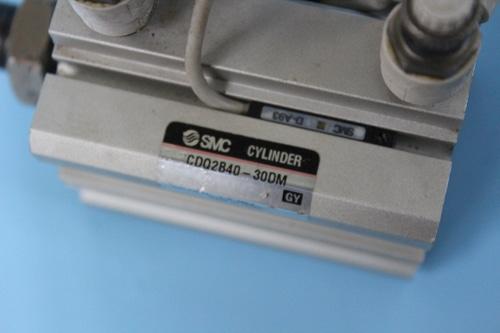 SMC D-A93
SMC CYLINDER
CDQ2B40-30DM
GY